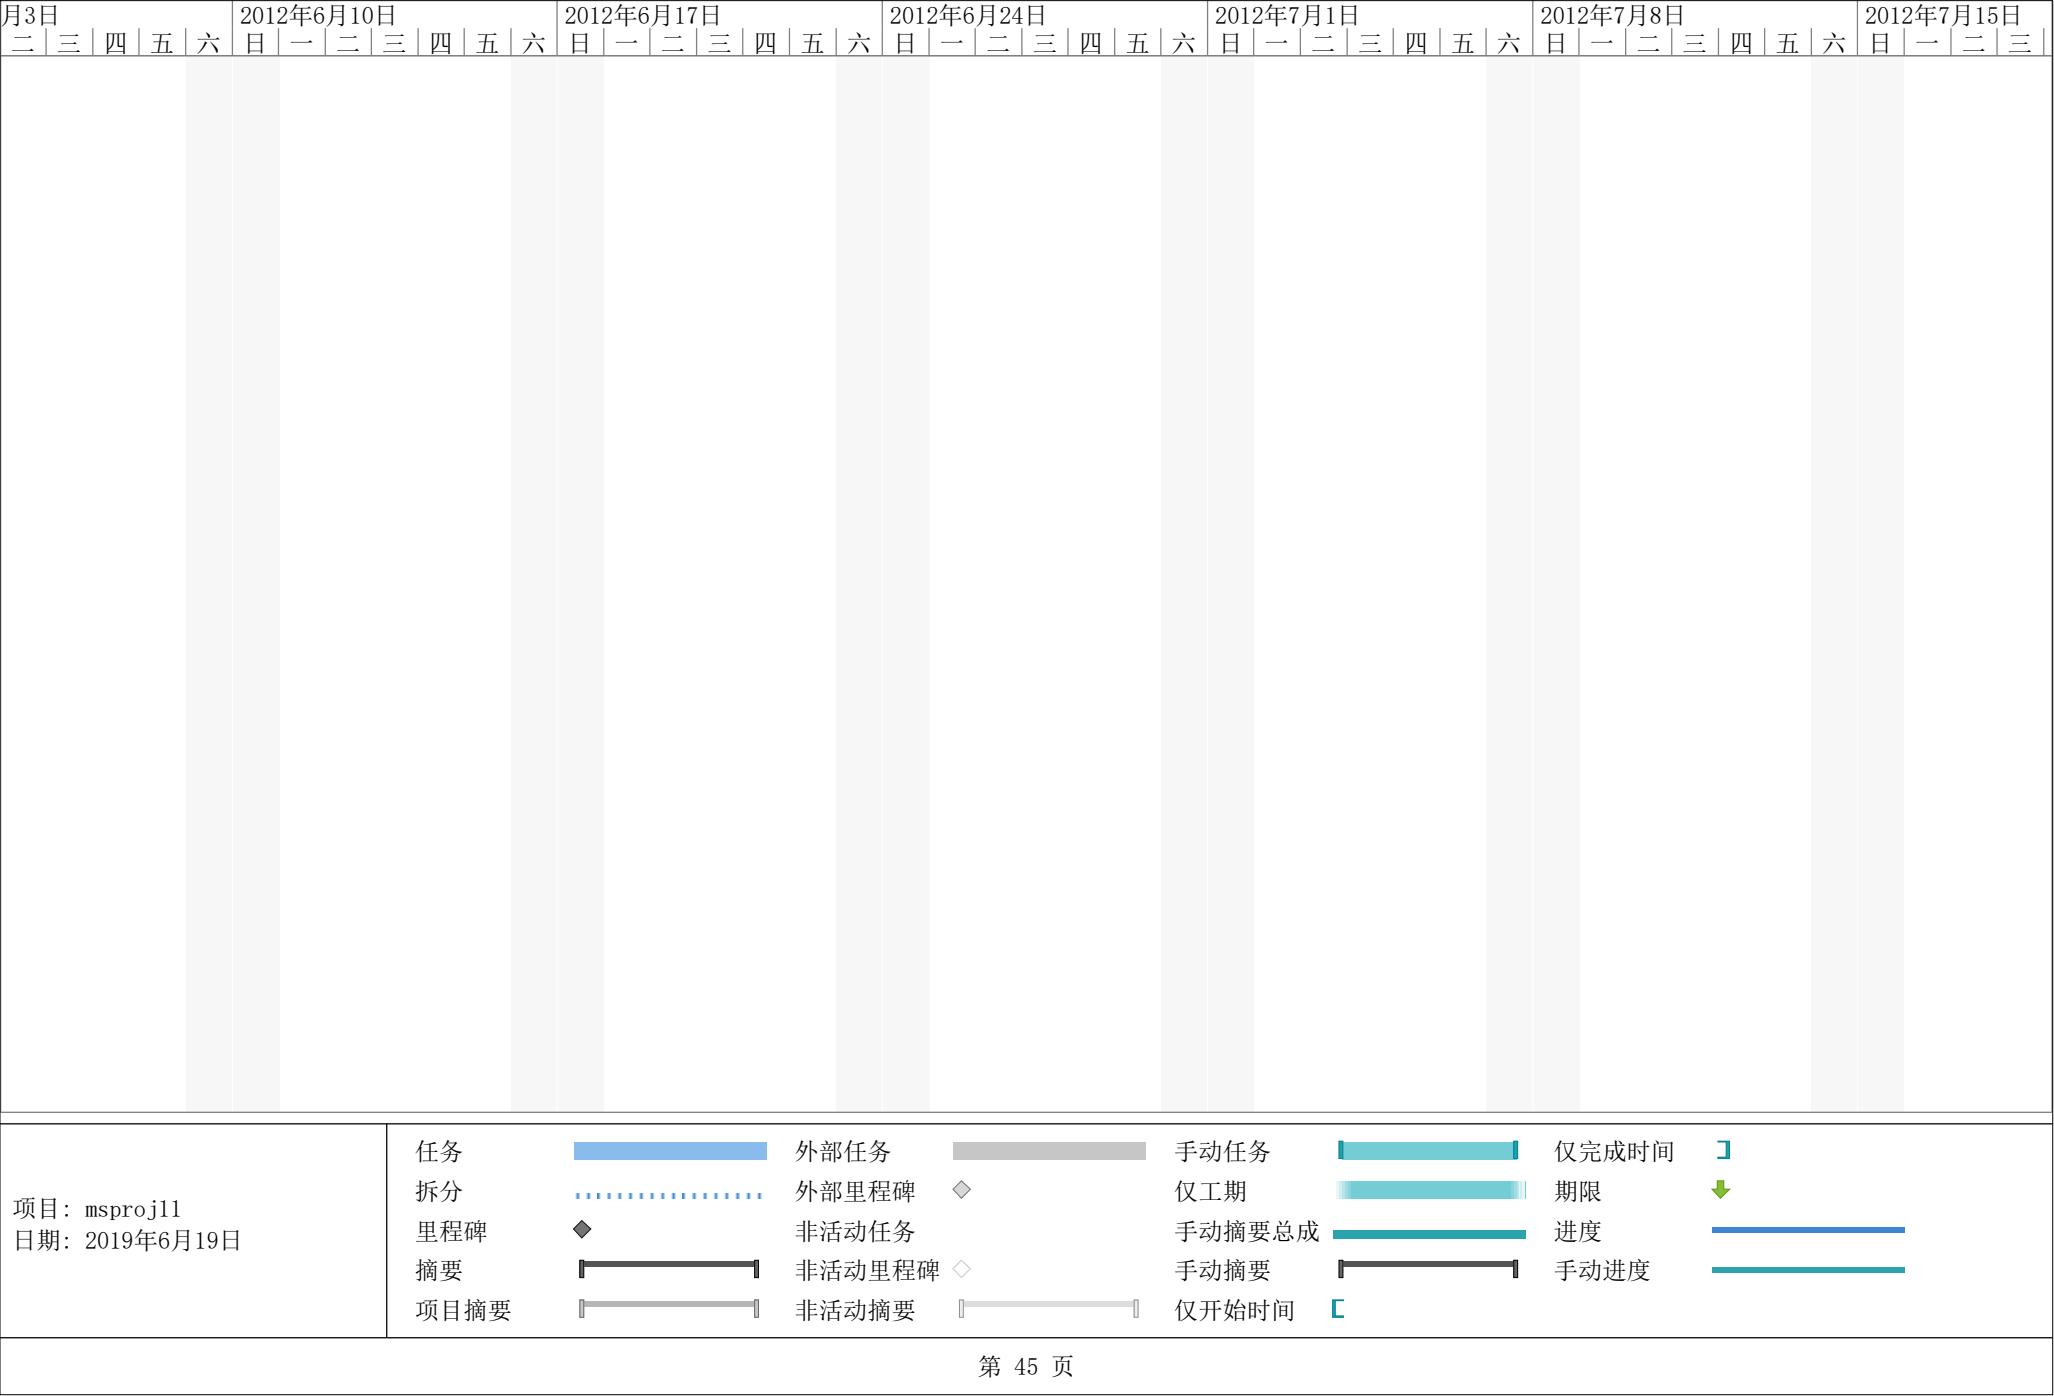 月3日 2012年6月10日 2012年6月17日 2012年6月24日 2012年7月1日 2012年7月8日 2012年7月15日
二 三 四 五 六 日 一 二 三 四 五 六 日 一 二 三 四 五 六 日 一 二 三 四 五 六 日 一 二 三 四 五 六 日 一 二 三 四 五 六 日 一 二 三
项目: msproj11
日期: 2019年6月19日
任务
拆分
里程碑
摘要
项目摘要
外部任务
外部里程碑
非活动任务
非活动里程碑
非活动摘要
手动任务
仅工期
手动摘要总成
手动摘要
仅开始时间
仅完成时间
期限
进度
手动进度
第 45 页